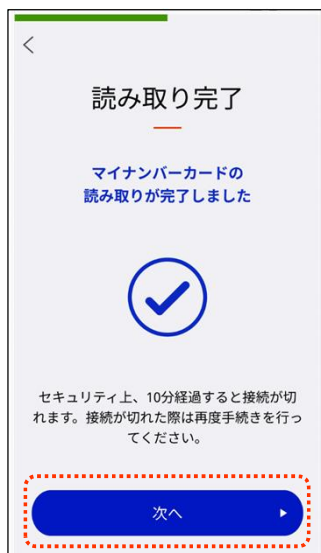 読み取り完了
マイナンバーカードの
読み取りが完了しました
セキュリティ上、10分経過すると接続が切
れます。接続が切れた際は再度手続きを行っ
てください。
次へ